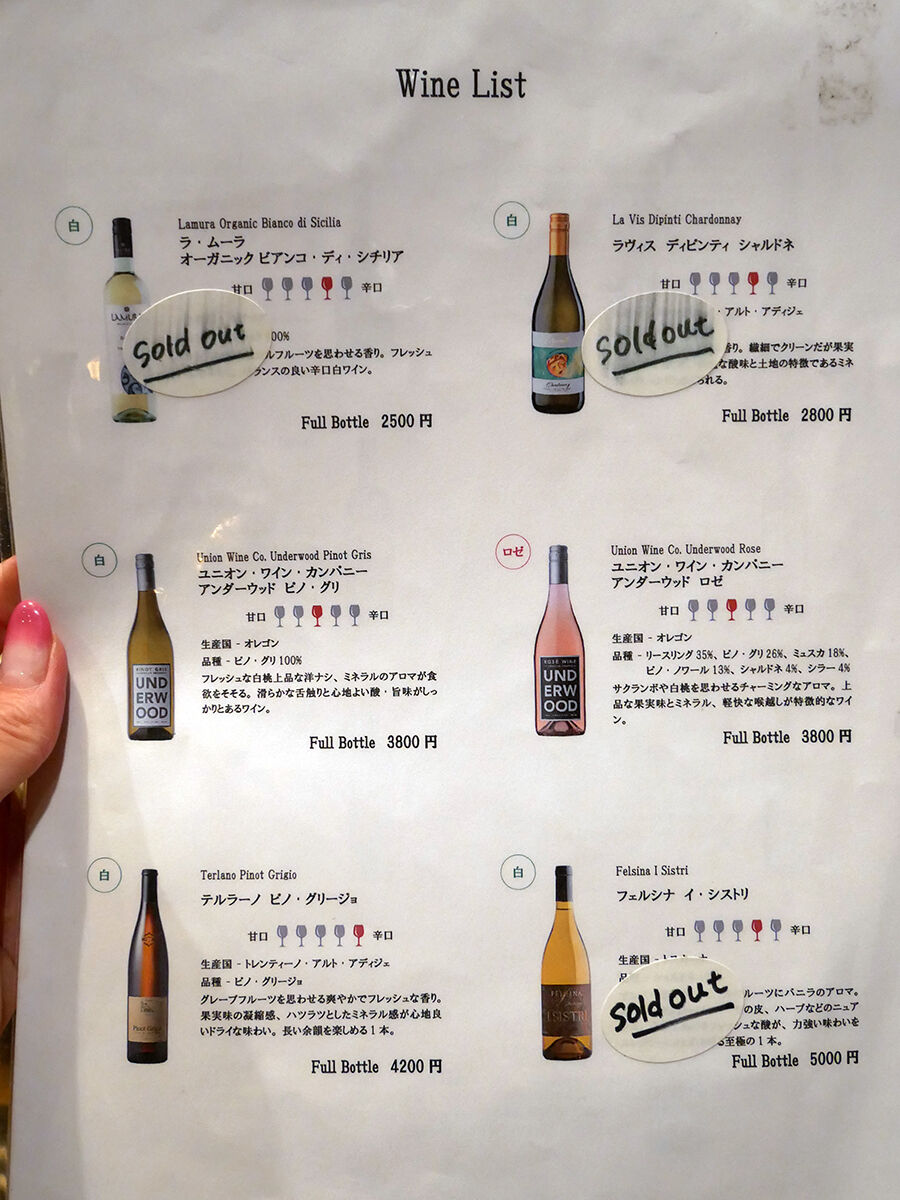 Wine List
白
Lamura Organic Bianco di Sicilia
ラ・ムーラ
オーガニック ビアンコ・ディ・シチリア
甘口 辛口
Sold out
00%
ルフルーツを思わせる香り。フレッシュ
ランスの良い辛口白ワイン。
Full Bottle 2500 円
白
La Vis Dipinti Chardonnay
ラヴィス ディピンティ シャルドネ
甘口 辛口
・アルト・アディジェ
Sold out
香り。繊細でクリーンだが果実
な酸味と土地の特徴であるミネ
られる。
Full Bottle 2800 円
白
Union Wine Co. Underwood Pinot Gris
ユニオン・ワイン・カンパニー
アンダーウッド ピノ・グリ
甘口 辛口
生産国 - オレゴン
品種 - ピノ・グリ 100%
フレッシュな白桃上品な洋ナシ、ミネラルのアロマが食
欲をそそる。滑らかな舌触りと心地よい酸・旨味がしっ
かりとあるワイン。
PINOT GRIS
UND
ERW
OOD
Full Bottle 3800 円
ロゼ
Union Wine Co. Underwood Rose
ユニオン・ワイン・カンパニー
アンダーウッド ロゼ
甘口 辛口
生産国 - オレゴン
品種 - リースリング 35%、ピノ・グリ 26%、ミュスカ 18%、
ピノ・ノワール 13%、シャルドネ 4%、シラー 4%
サクランボや白桃を思わせるチャーミングなアロマ。上
品な果実味とミネラル、軽快な喉越しが特徴的なワイ
ン。
ROSÉ WINE
UND
ERW
OOD
Full Bottle 3800 円
白
Terlano Pinot Grigio
テルラーノ ピノ・グリージョ
甘口 辛口
生産国 - トレンティーノ・アルト・アディジェ
品種 - ピノ・グリージョ
グレープフルーツを思わせる爽やかでフレッシュな香り。
果実味の凝縮感、ハツラツとしたミネラル感が心地良
いドライな味わい。長い余韻を楽しめる 1 本。
Pinot Grigio
Full Bottle 4200 円
白
Felsina I Sistri
フェルシナ イ・シストリ
甘口 辛口
生産国 -
Sold out
ルーツにバニラのアロマ。
の皮、ハーブなどのニュア
シュな酸が、力強い味わいを
る至極の 1 本。
FELSINA
I SISTRI
Full Bottle 5000 円